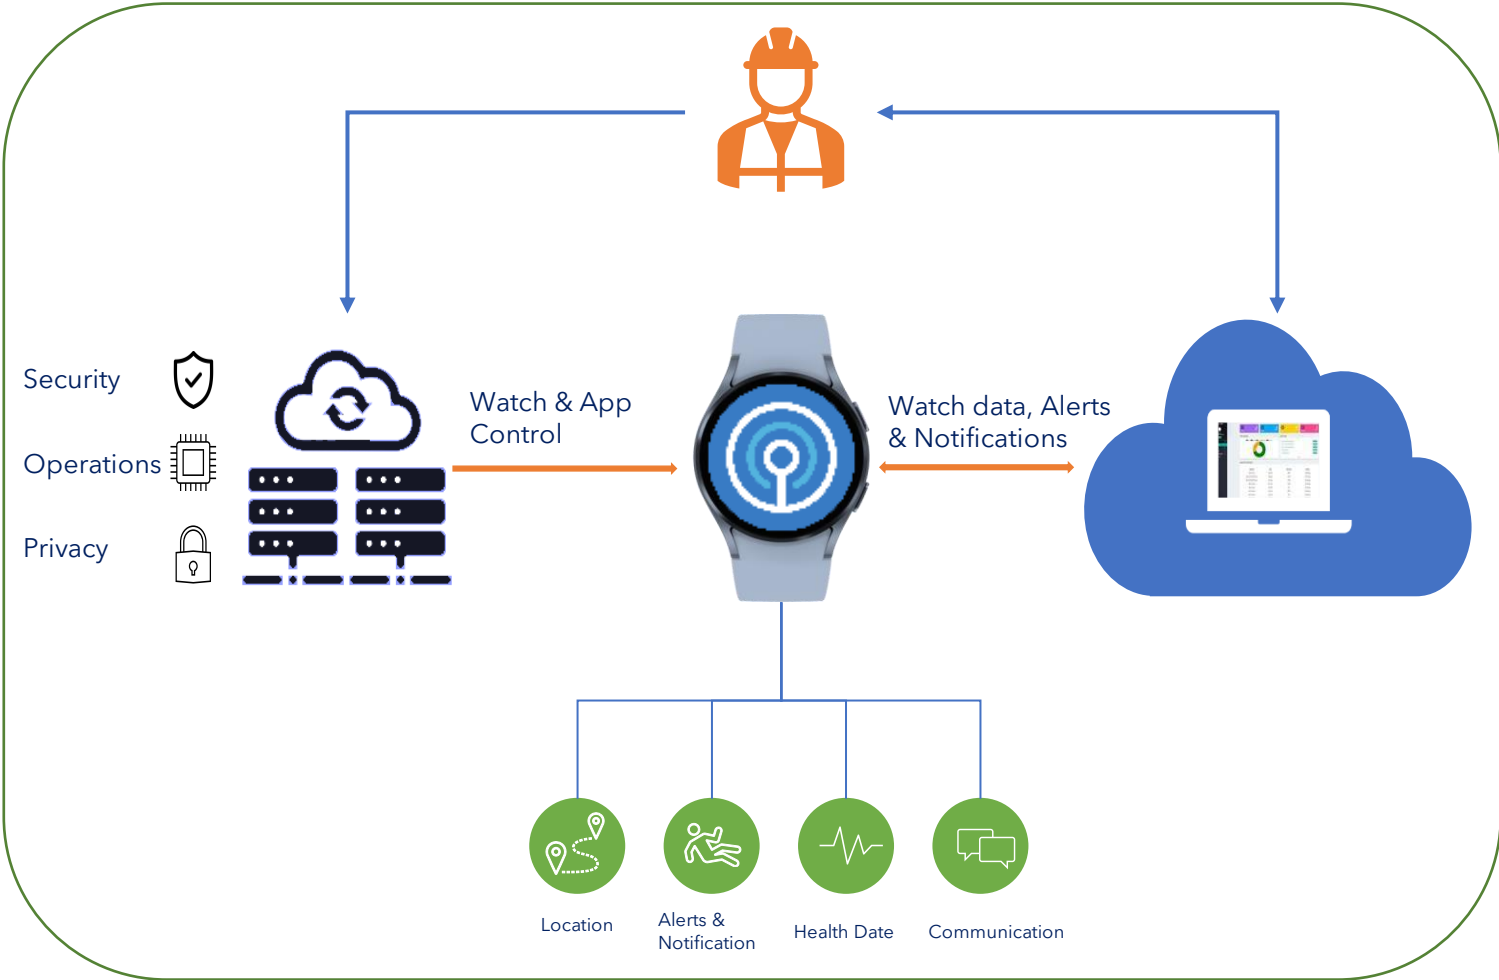 Security
Operations
Privacy
Watch & App
Control
Watch data, Alerts
& Notifications
Location
Alerts &
Notification
Health Date
Communication